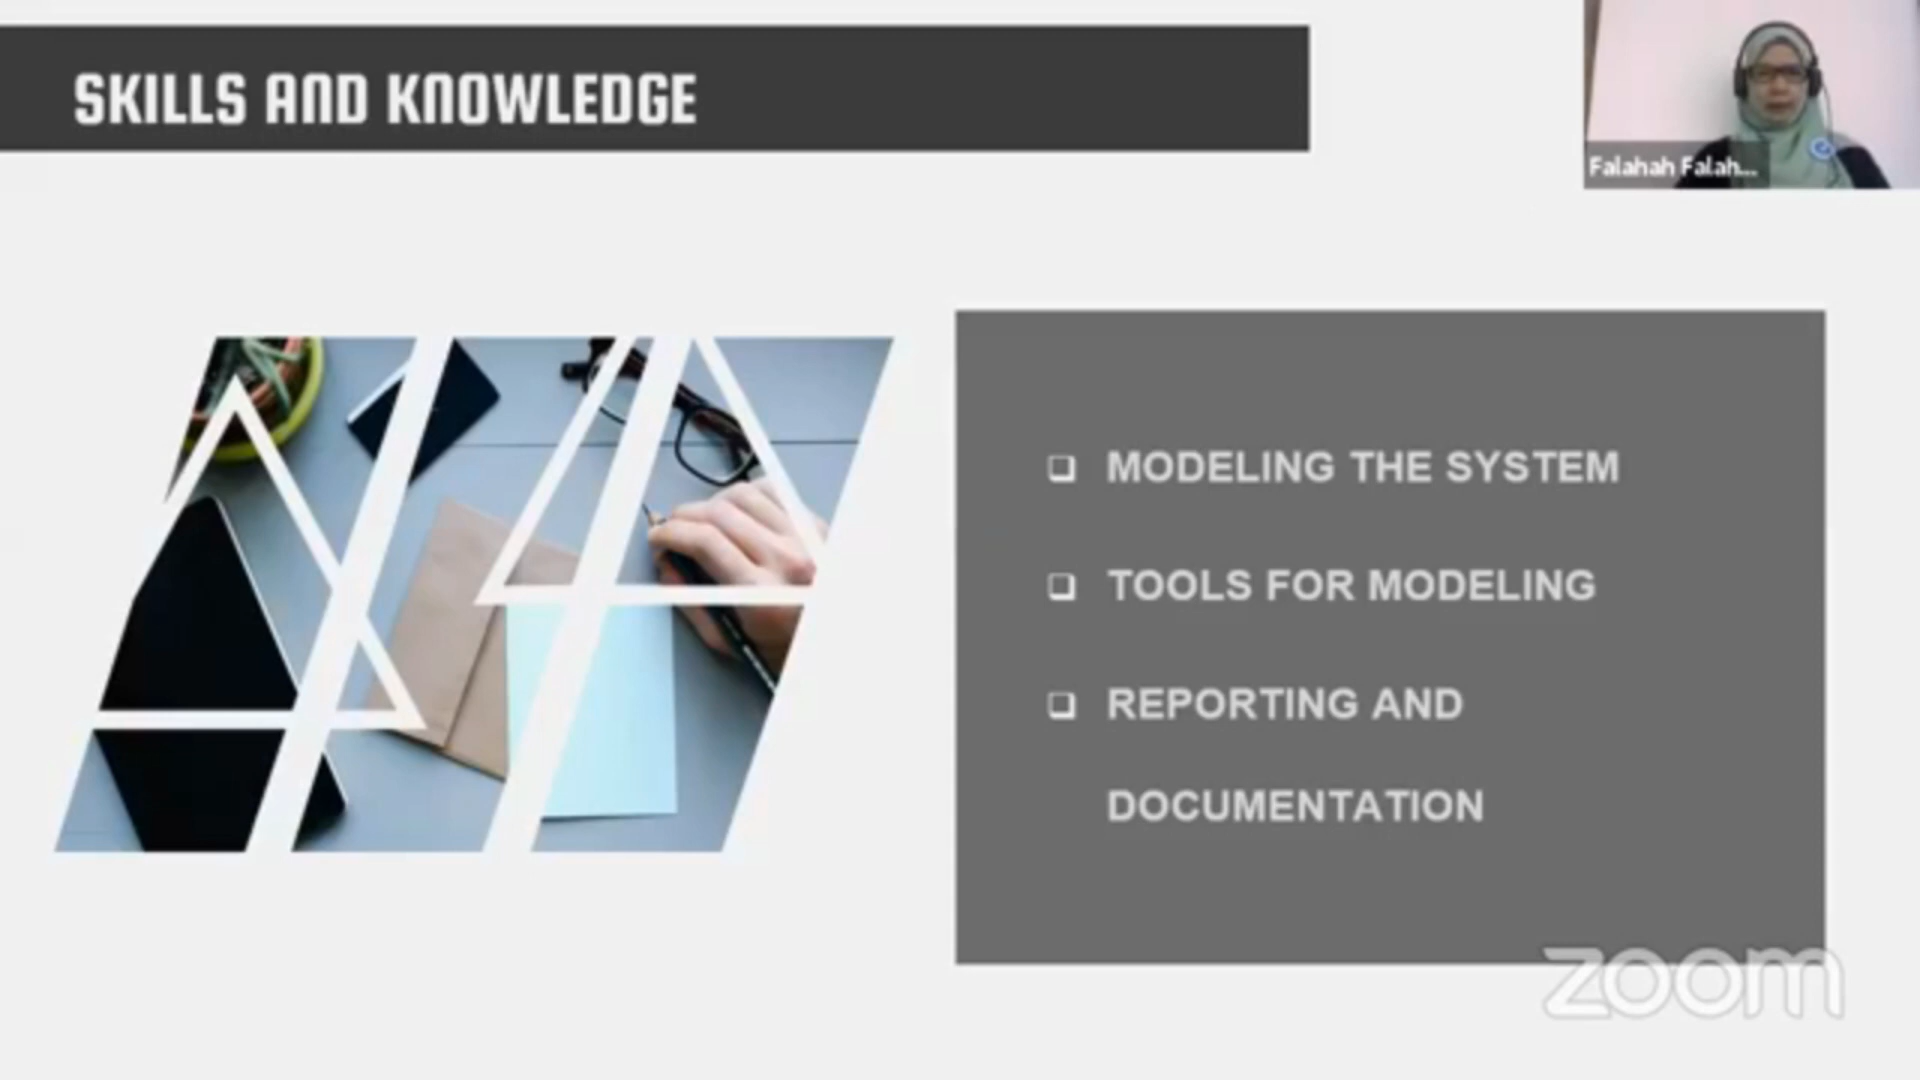 SKILLS AND KNOWLEDGE
Falahah Falah...
MODELING THE SYSTEM
TOOLS FOR MODELING
REPORTING AND
DOCUMENTATION
zoom